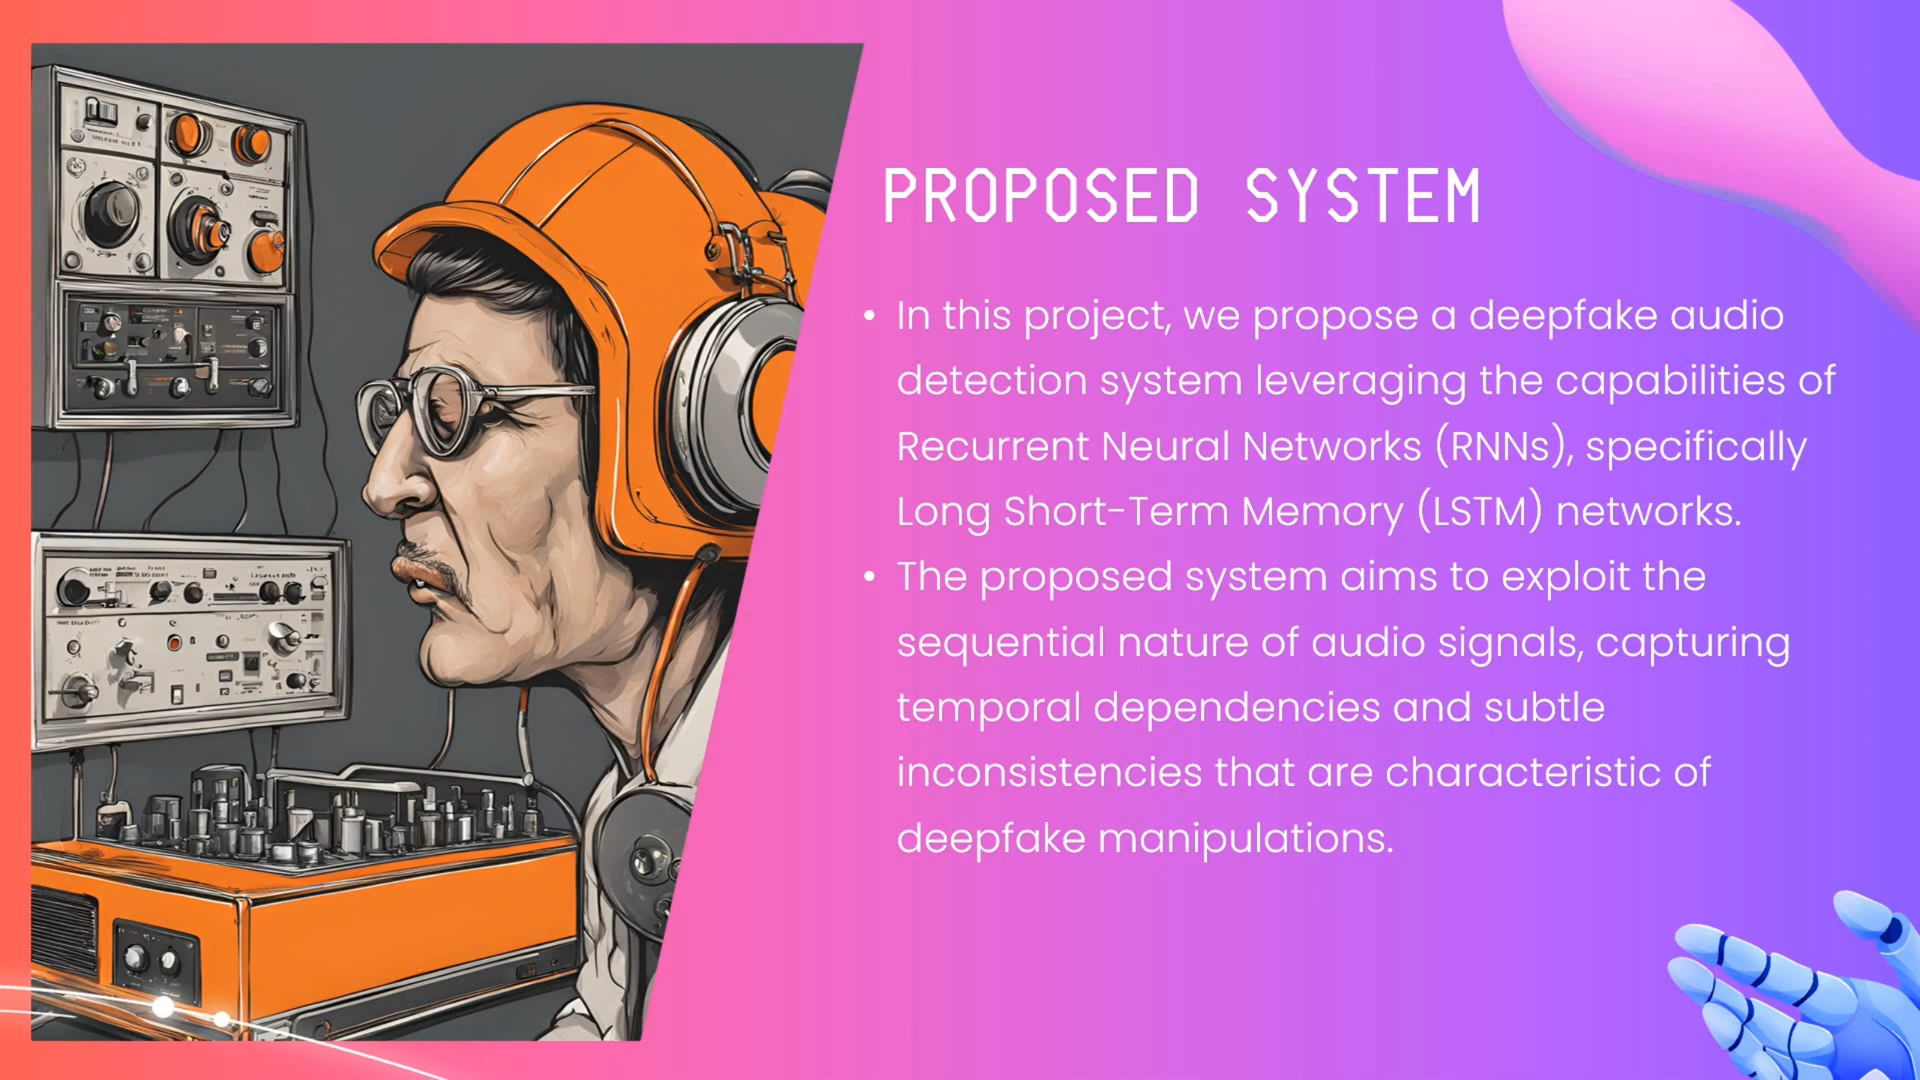 PROPOSED SYSTEM
• In this project, we propose a deepfake audio
detection system leveraging the capabilities of
Recurrent Neural Networks (RNNs), specifically
Long Short-Term Memory (LSTM) networks.
• The proposed system aims to exploit the
sequential nature of audio signals, capturing
temporal dependencies and subtle
inconsistencies that are characteristic of
deepfake manipulations.